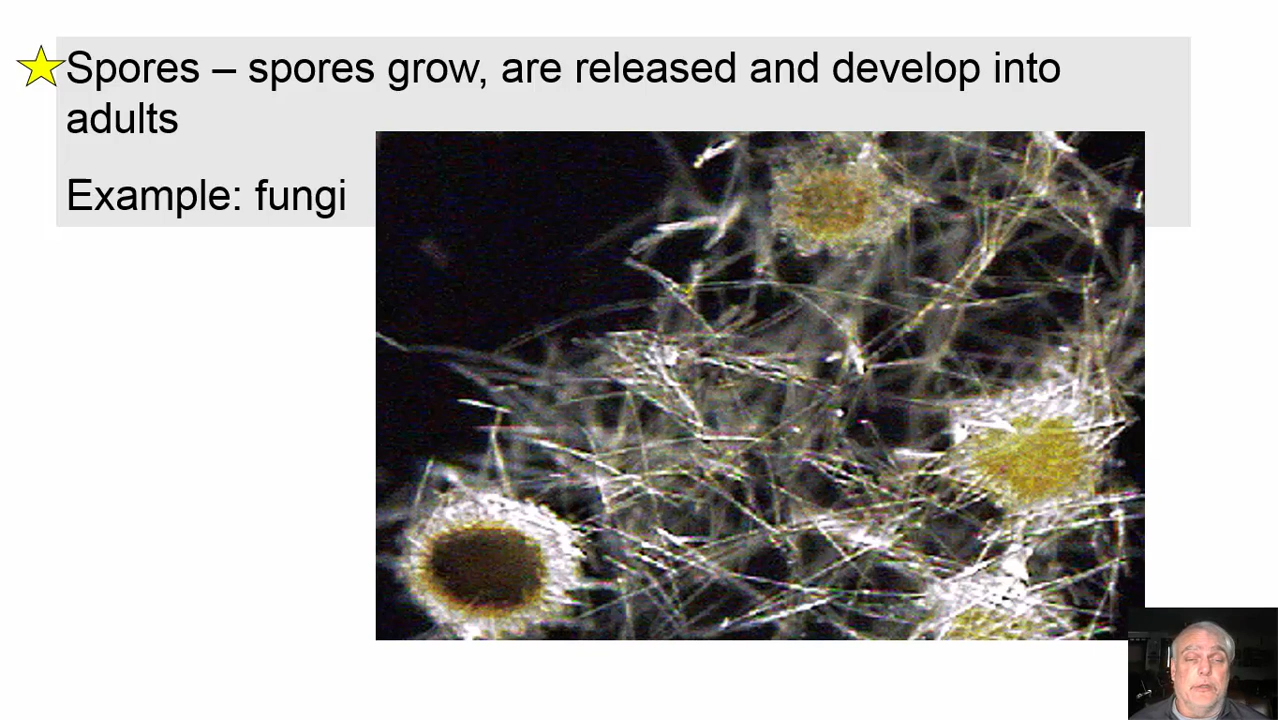 Spores – spores grow, are released and develop into
adults
Example: fungi